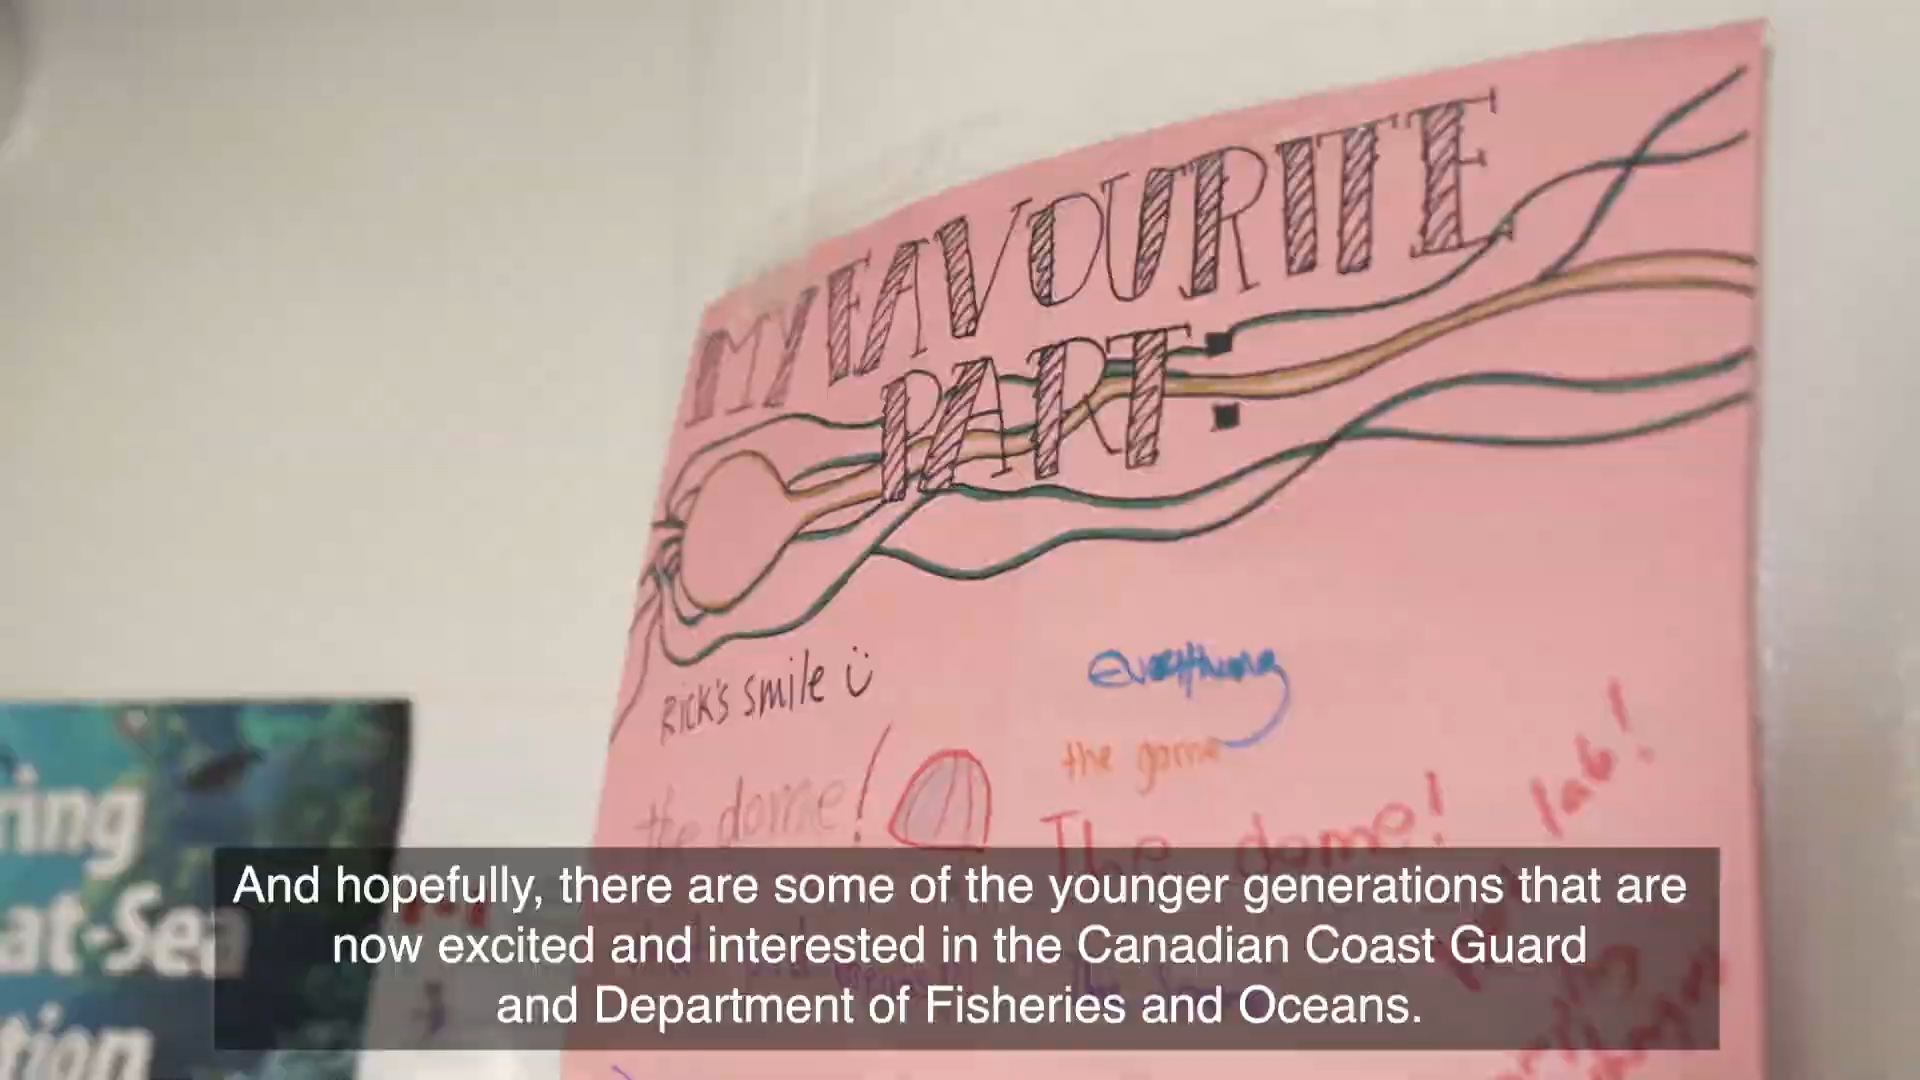 MY FAVOURITE
PART:
RICK'S SMILE
everything
the game
the dome!
The dome!
lab!
ring
at-Sea
tion
And hopefully, there are some of the younger generations that are
now excited and interested in the Canadian Coast Guard
and Department of Fisheries and Oceans.